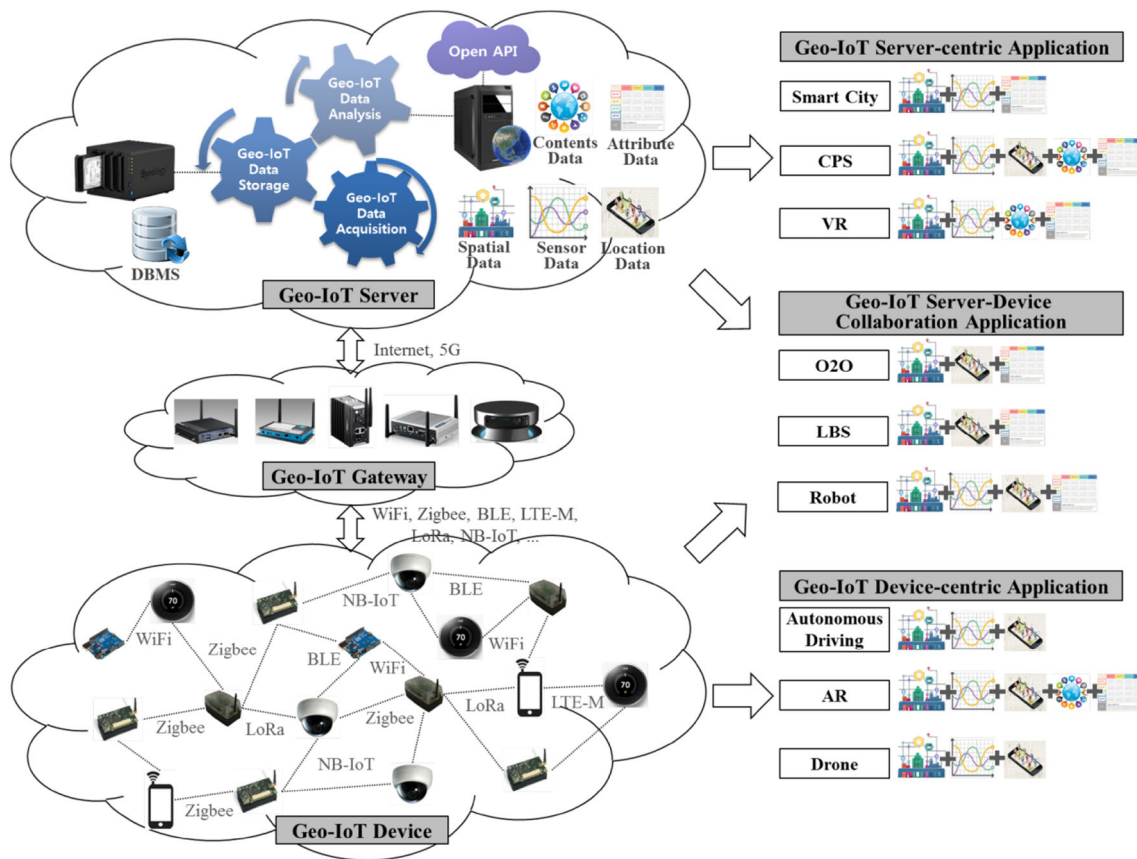 Open API
Geo-IoT
Data
Analysis
Geo-IoT
Data
Storage
Geo-IoT
Data
Acquisition
Contents
Data
Attribute
Data
Spatial
Data
Sensor
Data
Location
Data
DBMS
Geo-IoT Server
Internet, 5G
Geo-IoT Gateway
WiFi, Zigbee, BLE, LTE-M,
LoRa, NB-IoT, ...
NB-IoT
BLE
70
WiFi
Zigbee
BLE
WiFi
70
WiFi
Zigbee
LoRa
Zigbee
LoRa
LTE-M
70
NB-IoT
Zigbee
Geo-IoT Device
Geo-IoT Server-centric Application
Smart City
CPS
VR
Geo-IoT Server-Device
Collaboration Application
O2O
LBS
Robot
Geo-IoT Device-centric Application
Autonomous
Driving
AR
Drone